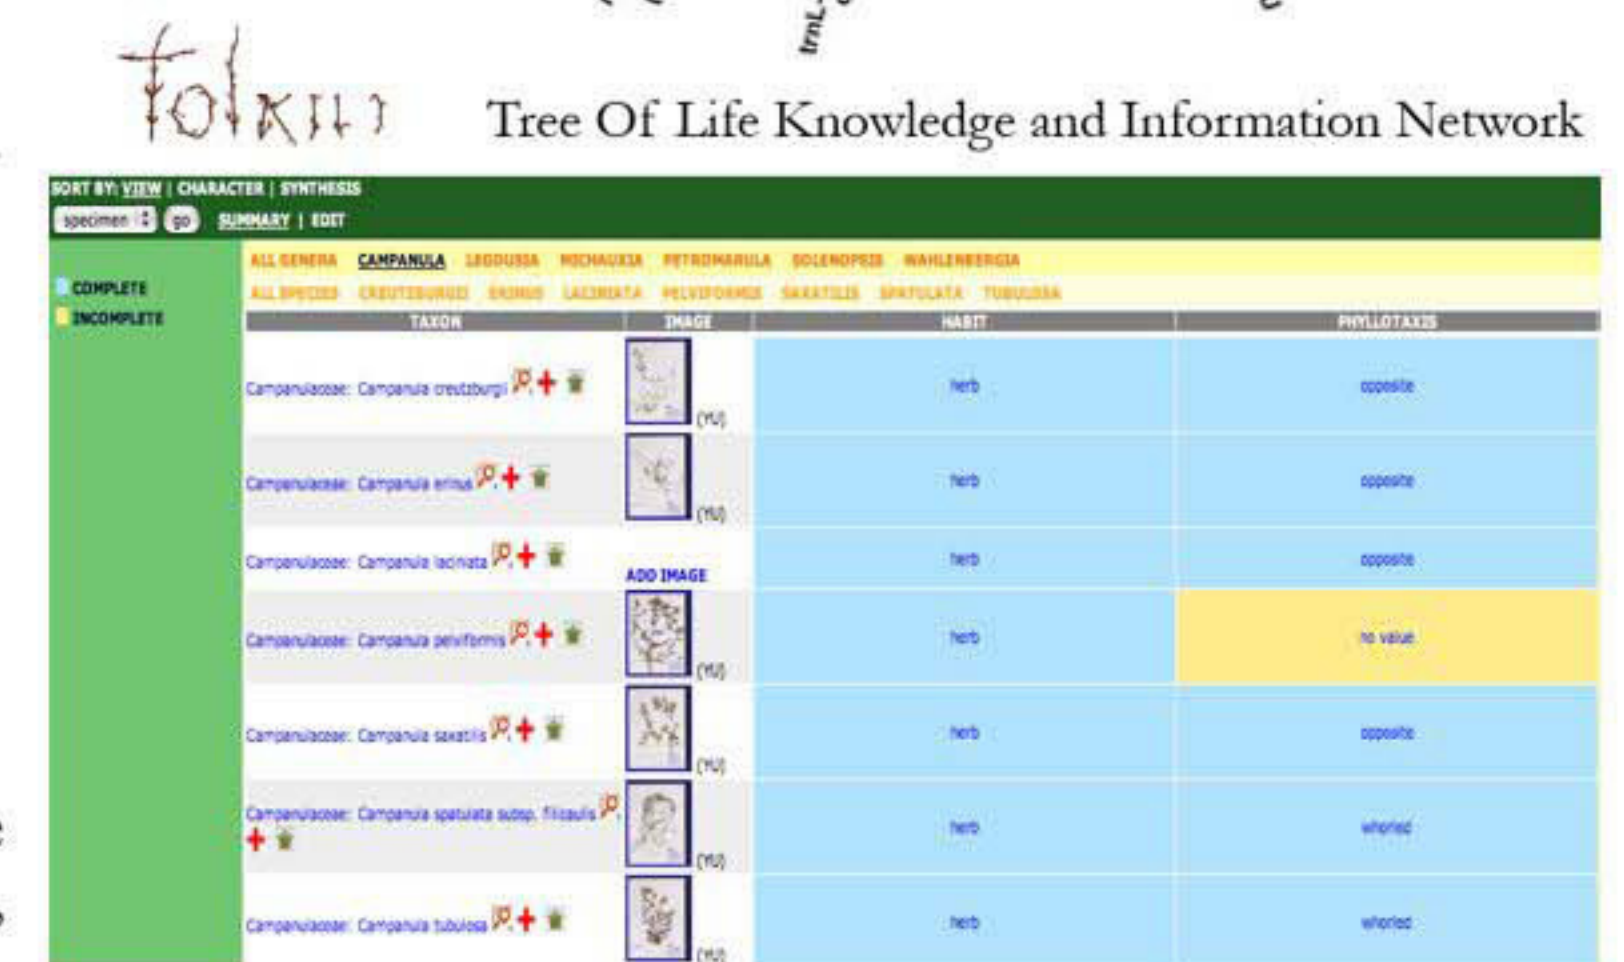 trnL-
Tolkin
Tree Of Life Knowledge and Information Network
SORT BY: VIEW | CHARACTER | SYNTHESIS
specimen go SUMMARY | EDIT
ALL GENERA CAMPANULA LEGOUSIA MICHAUXIA PETROMARULA SOLENOPSIS WAHLENBERGIA
COMPLETE
ALL SPECIES CREUTZBURGII ERINUS LACINIATA PELVIFORMIS SAXATILIS SPATULATA TUBULOSA
INCOMPLETE
TAXON IMAGE HABIT PHYLLOTAXIS
Campanulaceae: Campanula creutzburgii (YU) herb opposite
Campanulaceae: Campanula erinus (YU) herb opposite
Campanulaceae: Campanula laciniata ADD IMAGE herb opposite
Campanulaceae: Campanula pelviformis (YU) herb no value
Campanulaceae: Campanula saxatilis (YU) herb opposite
Campanulaceae: Campanula spatulata subsp. filicaulis (YU) herb whorled
Campanulaceae: Campanula tubulosa (YU) herb whorled